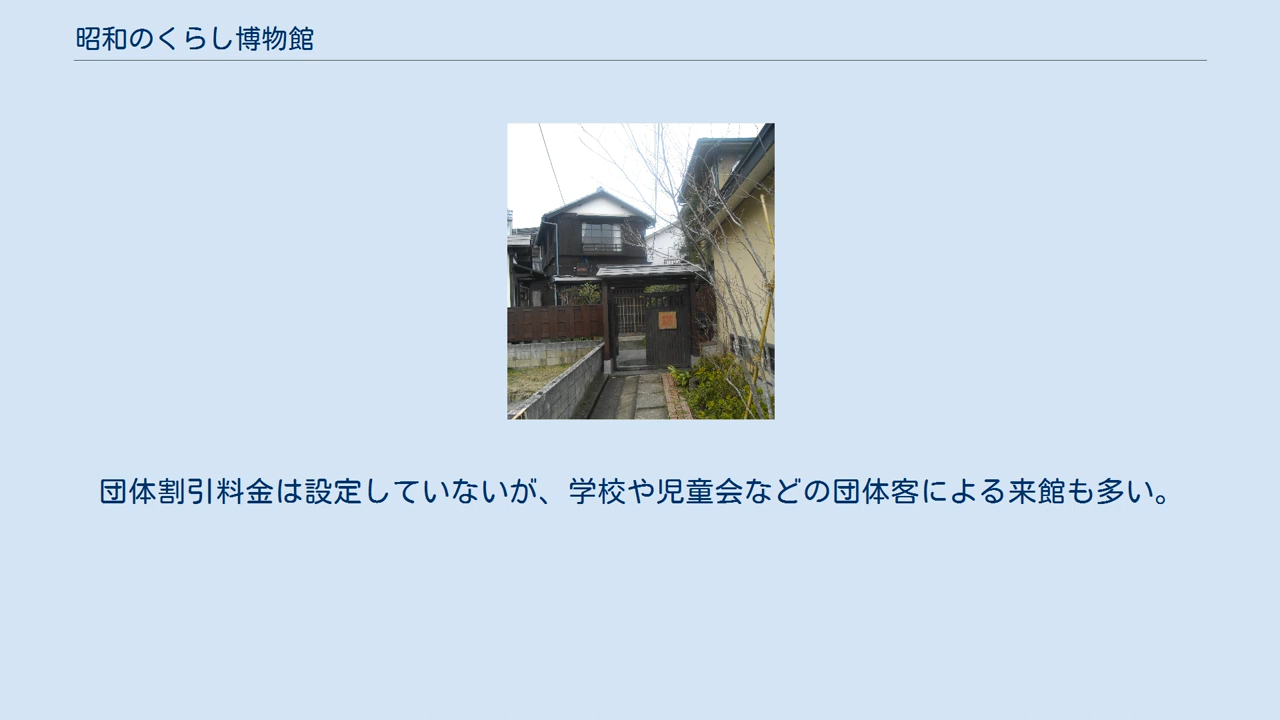 昭和のくらし博物館
団体割引料金は設定していないが、学校や児童会などの団体客による来館も多い。